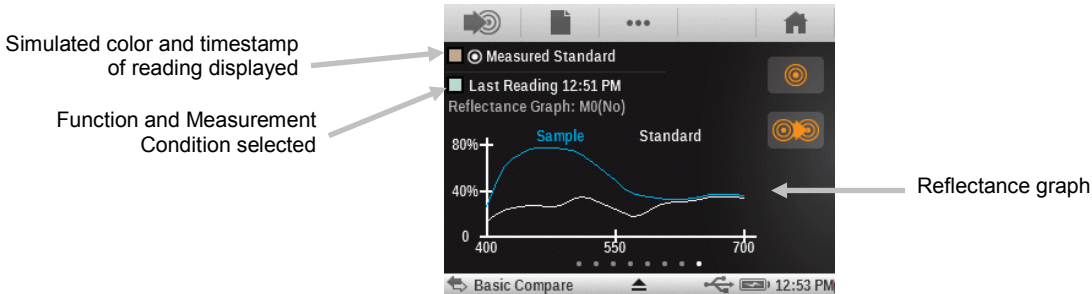 Simulated color and timestamp
of reading displayed
Function and Measurement
Condition selected
Measured Standard
Last Reading 12:51 PM
Reflectance Graph: M0(No)
Sample Standard
80%
40%
0
400 550 700
Basic Compare 12:53 PM
Reflectance graph